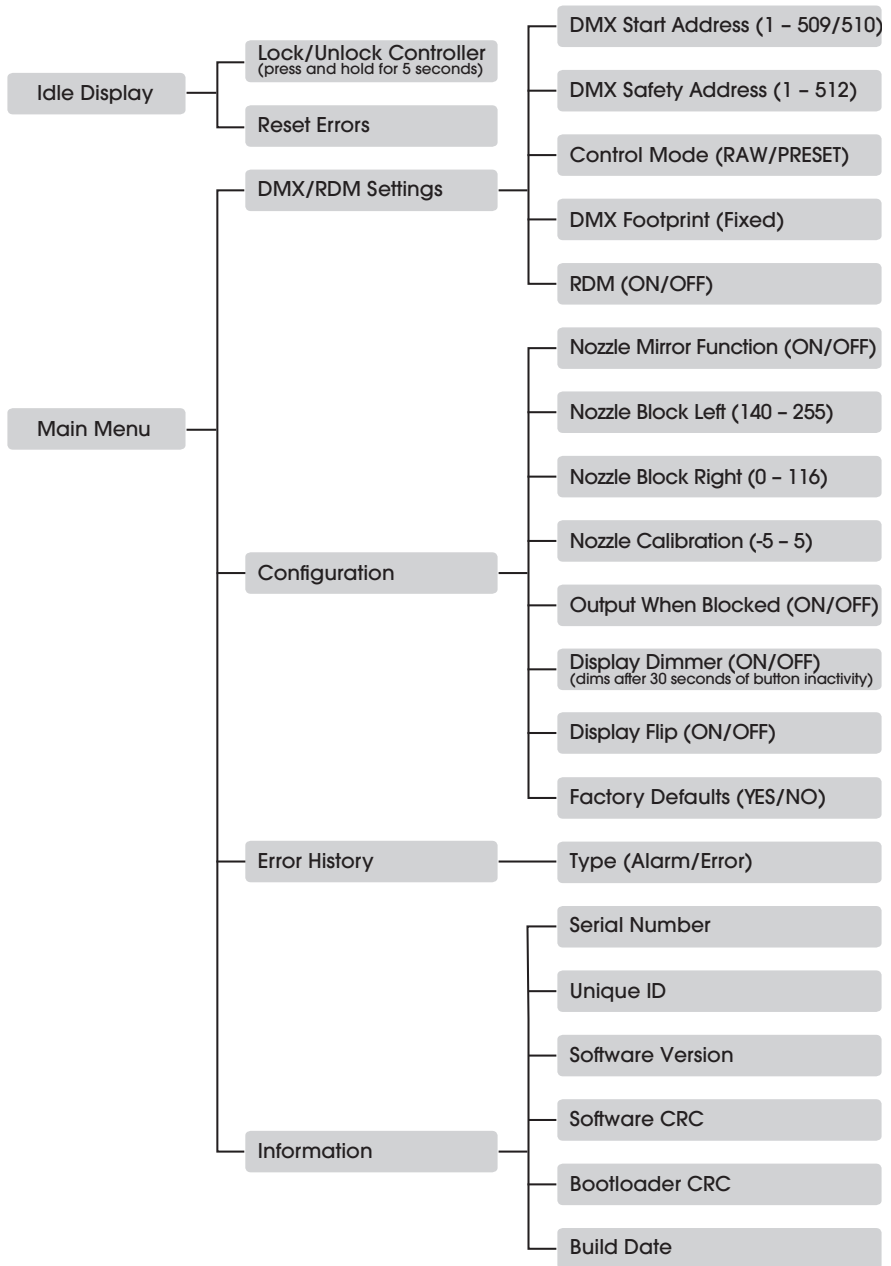 Idle Display
Lock/Unlock Controller
(press and hold for 5 seconds)
Reset Errors
Main Menu
DMX/RDM Settings
DMX Start Address (1 – 509/510)
DMX Safety Address (1 – 512)
Control Mode (RAW/PRESET)
DMX Footprint (Fixed)
RDM (ON/OFF)
Configuration
Nozzle Mirror Function (ON/OFF)
Nozzle Block Left (140 – 255)
Nozzle Block Right (0 – 116)
Nozzle Calibration (-5 – 5)
Output When Blocked (ON/OFF)
Display Dimmer (ON/OFF)
(dims after 30 seconds of button inactivity)
Display Flip (ON/OFF)
Factory Defaults (YES/NO)
Error History
Type (Alarm/Error)
Information
Serial Number
Unique ID
Software Version
Software CRC
Bootloader CRC
Build Date